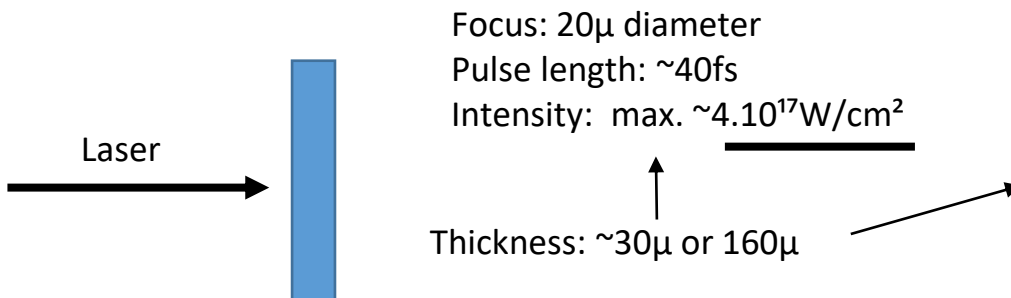 Focus: 20µ diameter
Pulse length: ~40fs
Intensity:  max. ~4.10¹⁷W/cm²
Laser
Thickness: ~30µ or 160µ